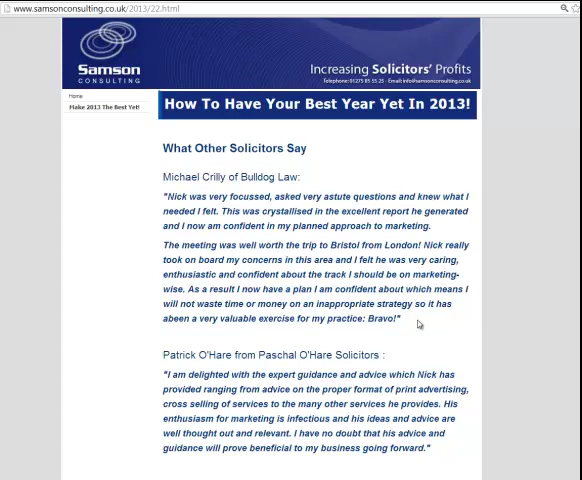 www.samsonconsulting.co.uk/2013/22.html
Samson
CONSULTING
Increasing Solicitors' Profits
Telephone: 01275 85 55 25 - Email: info@samsonconsulting.co.uk
Home
Make 2013 The Best Yet!
How To Have Your Best Year Yet In 2013!
What Other Solicitors Say
Michael Crilly of Bulldog Law:
"Nick was very focussed, asked very astute questions and knew what I
needed I felt. This was crystallised in the excellent report he generated
and I now am confident in my planned approach to marketing.
The meeting was well worth the trip to Bristol from London! Nick really
took on board my concerns in this area and I felt he was very caring,
enthusiastic and confident about the track I should be on marketing-
wise. As a result I now have a plan I am confident about which means I
will not waste time or money on an inappropriate strategy so it has
abeen a very valuable exercise for my practice: Bravo!"
Patrick O'Hare from Paschal O'Hare Solicitors :
"I am delighted with the expert guidance and advice which Nick has
provided ranging from advice on the proper format of print advertising,
cross selling of services to the many other services he provides. His
enthusiasm for marketing is infectious and his ideas and advice are
well thought out and relevant. I have no doubt that his advice and
guidance will prove beneficial to my business going forward."